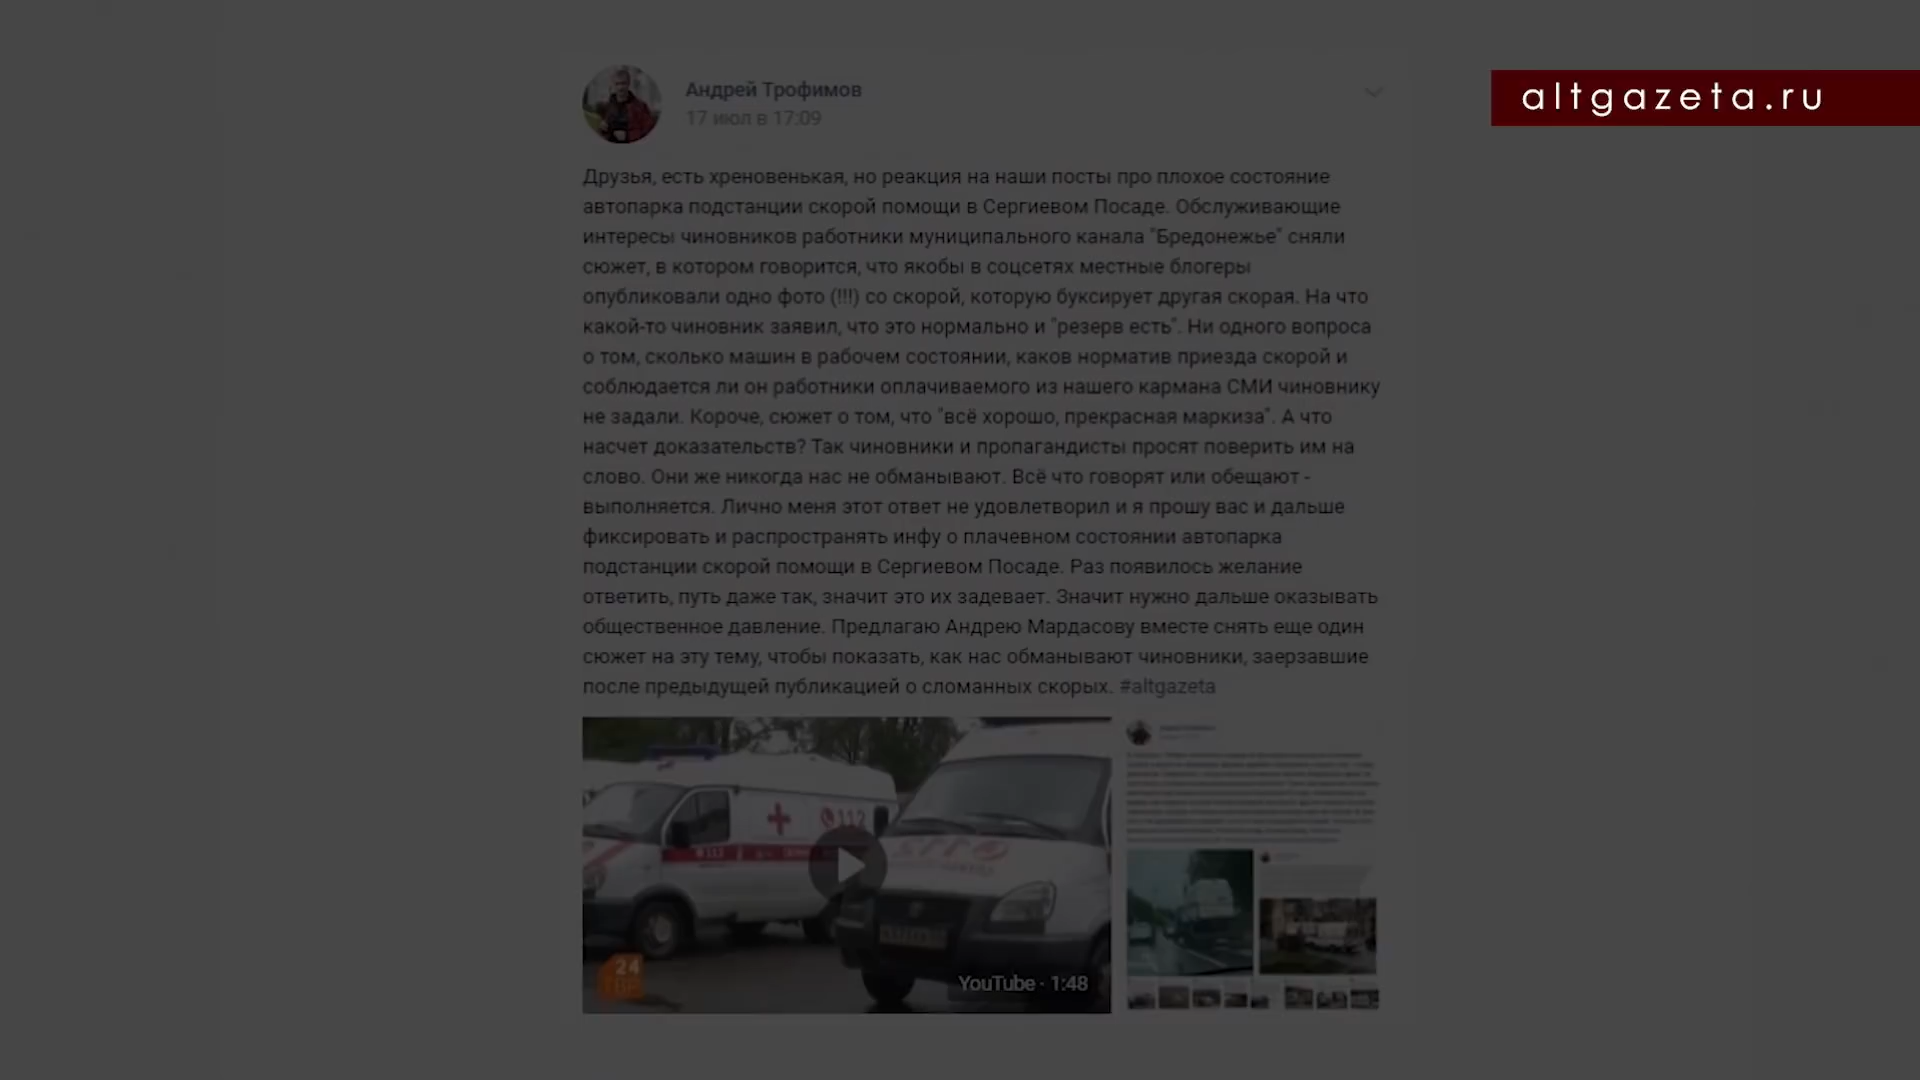 altgazeta.ru
Андрей Трофимов
17 июл в 17:09
Друзья, есть хреновенькая, но реакция на наши посты про плохое состояние
автопарка подстанции скорой помощи в Сергиевом Посаде. Обслуживающие
интересы чиновников работники муниципального канала "Бредонежье" сняли
сюжет, в котором говорится, что якобы в соцсетях местные блогеры
опубликовали одно фото (!!!) со скорой, которую буксирует другая скорая. На что
какой-то чиновник заявил, что это нормально и "резерв есть". Ни одного вопроса
о том, сколько машин в рабочем состоянии, каков норматив приезда скорой и
соблюдается ли он работники оплачиваемого из нашего кармана СМИ чиновнику
не задали. Короче, сюжет о том, что "всё хорошо, прекрасная маркиза". А что
насчет доказательств? Так чиновники и пропагандисты просят поверить им на
слово. Они же никогда нас не обманывают. Всё что говорят или обещают -
выполняется. Лично меня этот ответ не удовлетворил и я прошу вас и дальше
фиксировать и распространять инфу о плачевном состоянии автопарка
подстанции скорой помощи в Сергиевом Посаде. Раз появилось желание
ответить, путь даже так, значит это их задевает. Значит нужно дальше оказывать
общественное давление. Предлагаю Андрею Мардасову вместе снять еще один
сюжет на эту тему, чтобы показать, как нас обманывают чиновники, заерзавшие
после предыдущей публикацией о сломанных скорых. #altgazeta
112
112
24
ТВР
YouTube · 1:48